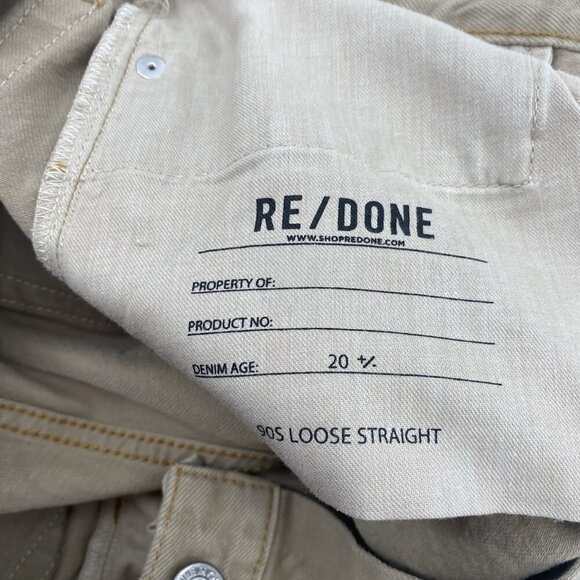 RE/DONE
WWW.SHOPREDONE.COM
PROPERTY OF:
PRODUCT NO:
DENIM AGE: 20 +/-
90S LOOSE STRAIGHT